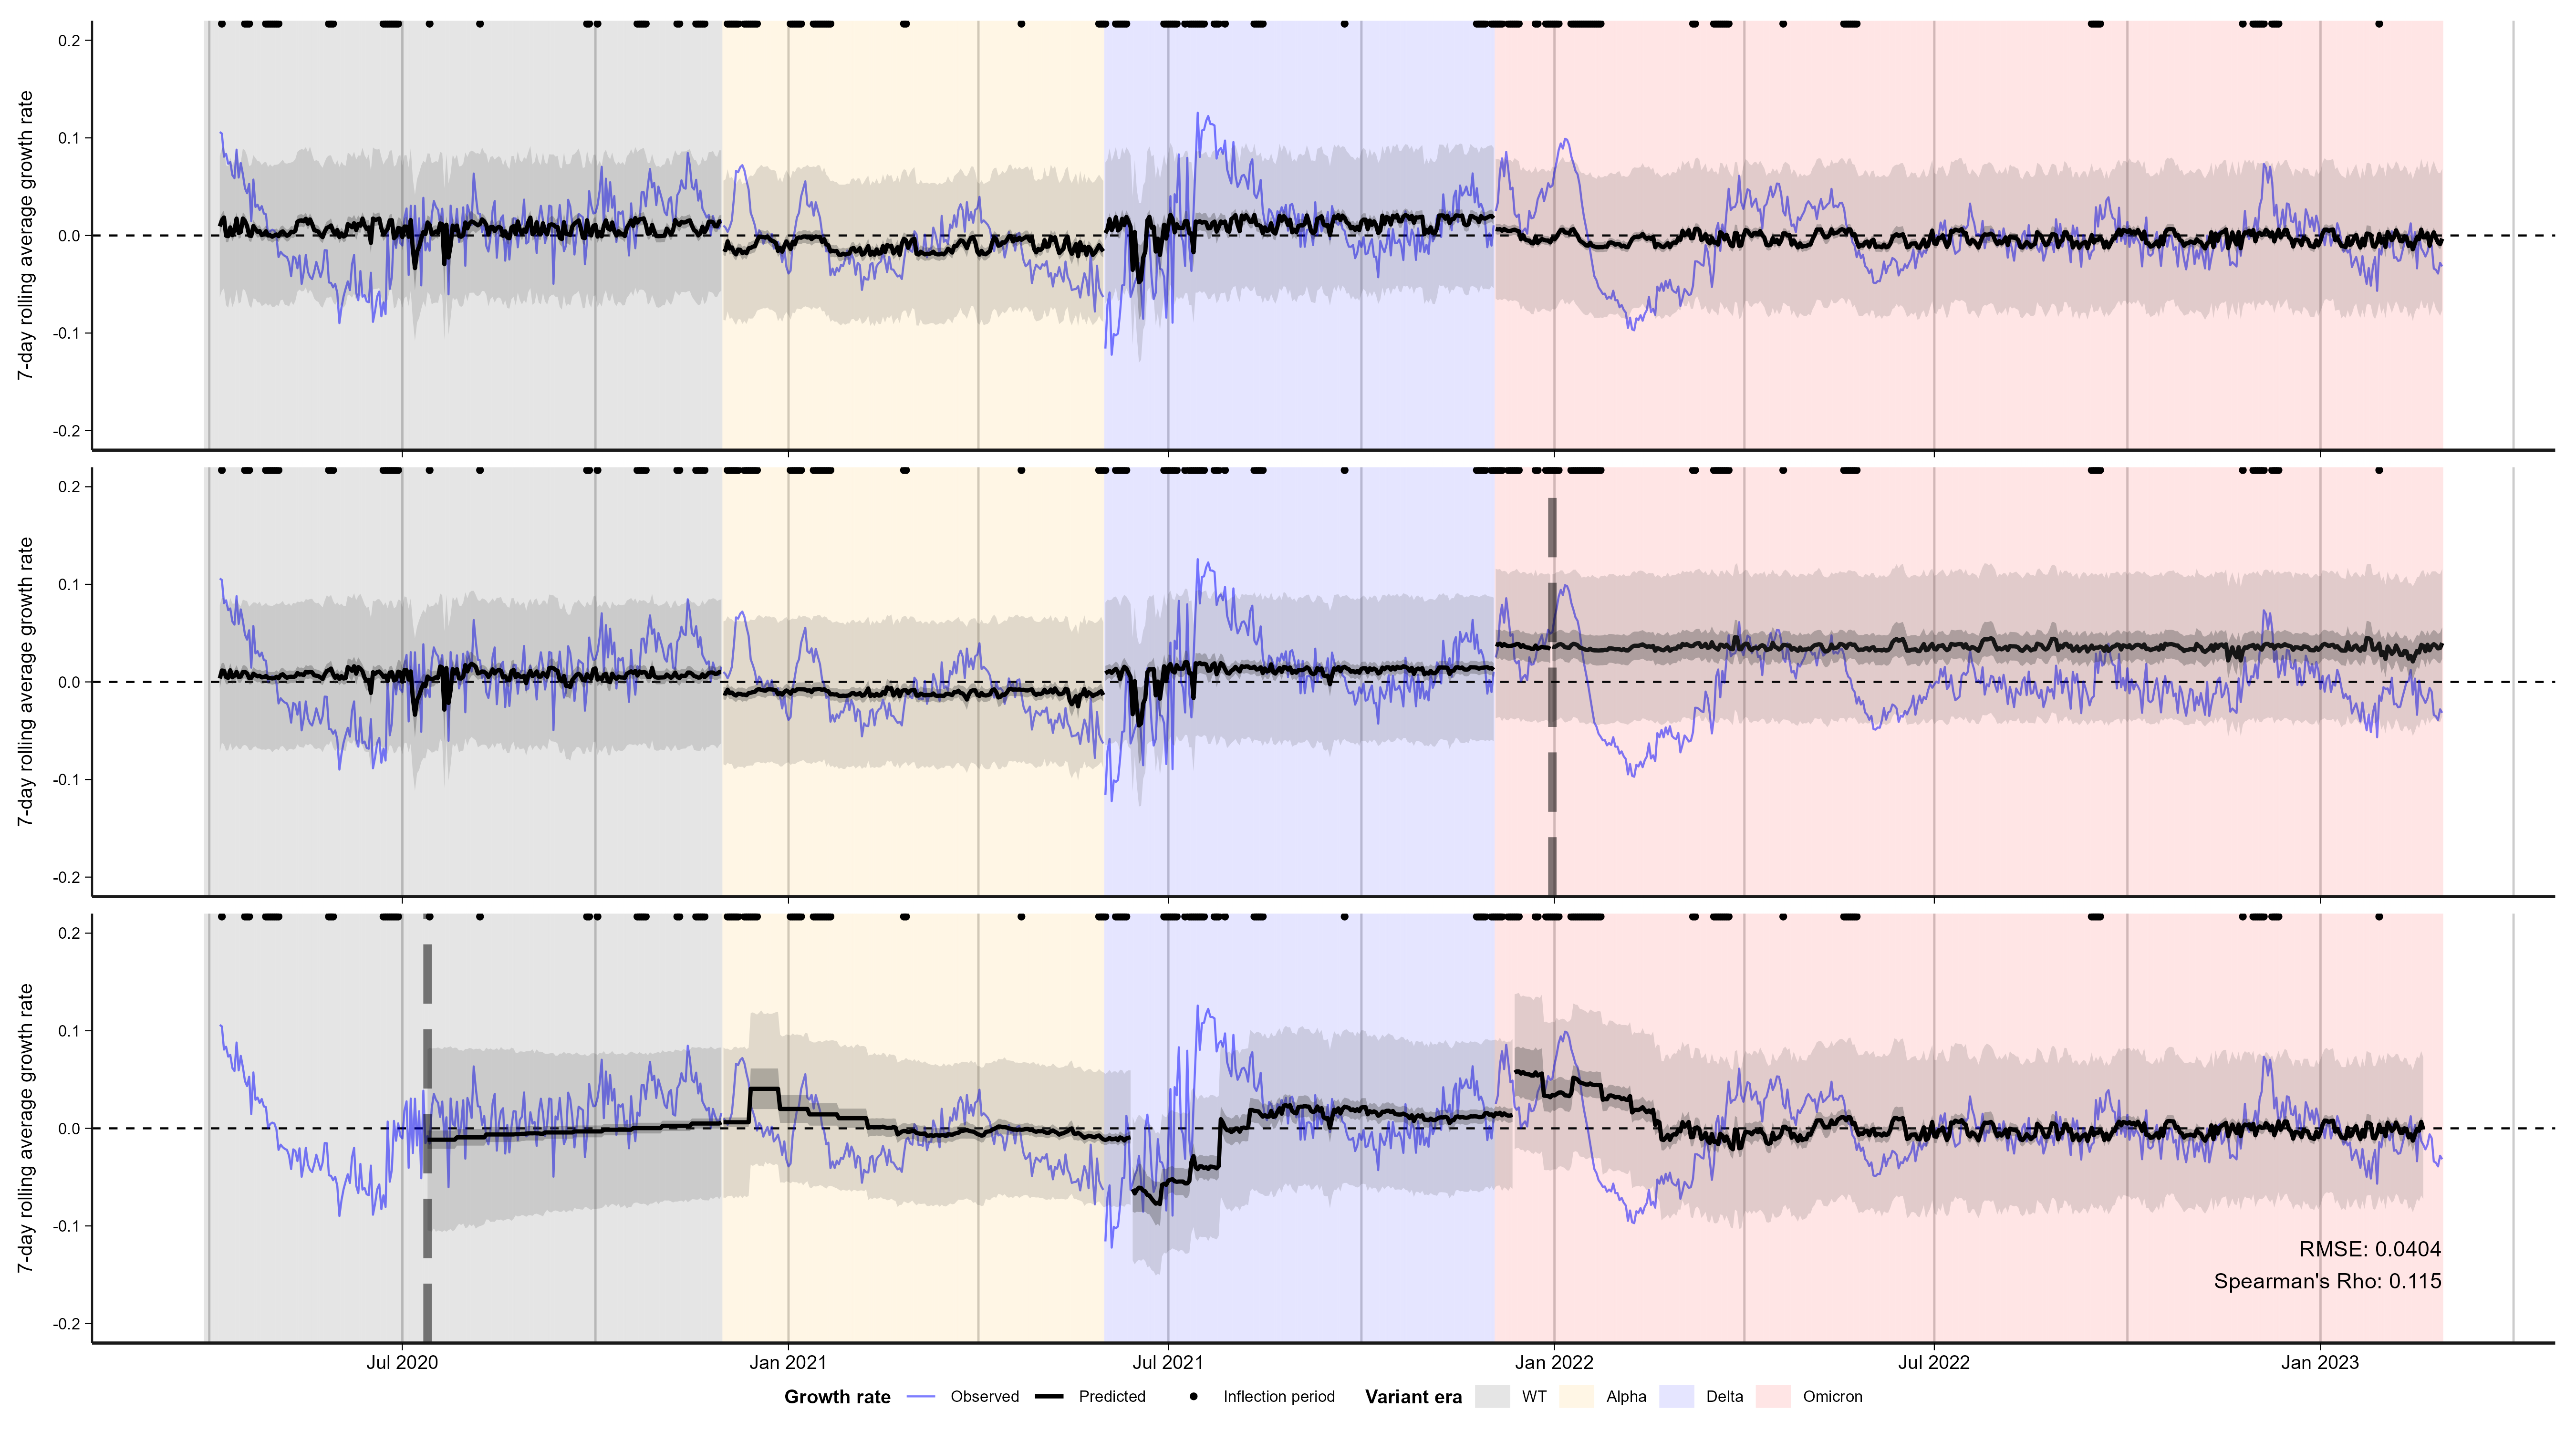 7-day rolling average growth rate
0.2
0.1
0.0
-0.1
-0.2
7-day rolling average growth rate
0.2
0.1
0.0
-0.1
-0.2
7-day rolling average growth rate
0.2
0.1
0.0
-0.1
-0.2
RMSE: 0.0404
Spearman's Rho: 0.115
Jul 2020 Jan 2021 Jul 2021 Jan 2022 Jul 2022 Jan 2023
Growth rate Observed Predicted Inflection period Variant era WT Alpha Delta Omicron